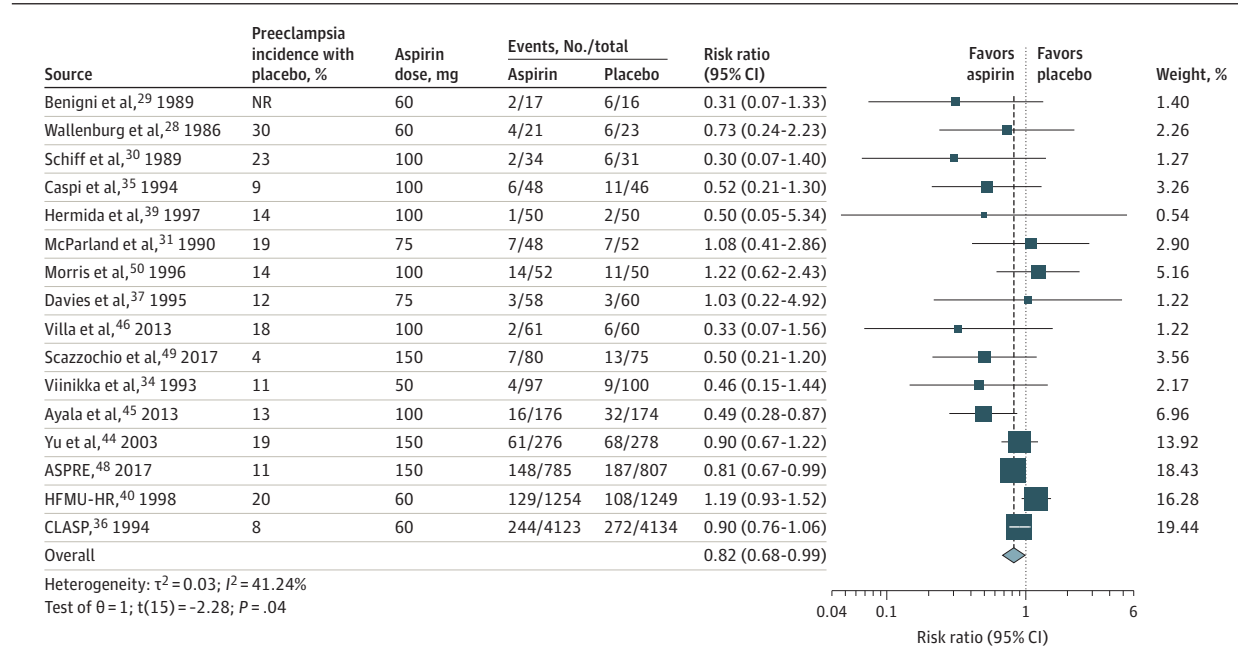 Source Preeclampsia incidence with placebo, % Aspirin dose, mg Events, No./total Aspirin Placebo Risk ratio (95% CI) Favors aspirin Favors placebo Weight, %
Benigni et al,29 1989 NR 60 2/17 6/16 0.31 (0.07-1.33) 1.40
Wallenburg et al,28 1986 30 60 4/21 6/23 0.73 (0.24-2.23) 2.26
Schiff et al,30 1989 23 100 2/34 6/31 0.30 (0.07-1.40) 1.27
Caspi et al,35 1994 9 100 6/48 11/46 0.52 (0.21-1.30) 3.26
Hermida et al,39 1997 14 100 1/50 2/50 0.50 (0.05-5.34) 0.54
McParland et al,31 1990 19 75 7/48 7/52 1.08 (0.41-2.86) 2.90
Morris et al,50 1996 14 100 14/52 11/50 1.22 (0.62-2.43) 5.16
Davies et al,37 1995 12 75 3/58 3/60 1.03 (0.22-4.92) 1.22
Villa et al,46 2013 18 100 2/61 6/60 0.33 (0.07-1.56) 1.22
Scazzochio et al,49 2017 4 150 7/80 13/75 0.50 (0.21-1.20) 3.56
Viinikka et al,34 1993 11 50 4/97 9/100 0.46 (0.15-1.44) 2.17
Ayala et al,45 2013 13 100 16/176 32/174 0.49 (0.28-0.87) 6.96
Yu et al,44 2003 19 150 61/276 68/278 0.90 (0.67-1.22) 13.92
ASPRE,48 2017 11 150 148/785 187/807 0.81 (0.67-0.99) 18.43
HFMU-HR,40 1998 20 60 129/1254 108/1249 1.19 (0.93-1.52) 16.28
CLASP,36 1994 8 60 244/4123 272/4134 0.90 (0.76-1.06) 19.44
Overall 0.82 (0.68-0.99)
Heterogeneity: τ2 = 0.03; I2 = 41.24%
Test of θ = 1; t(15) = -2.28; P = .04
0.04 0.1 1 6
Risk ratio (95% CI)